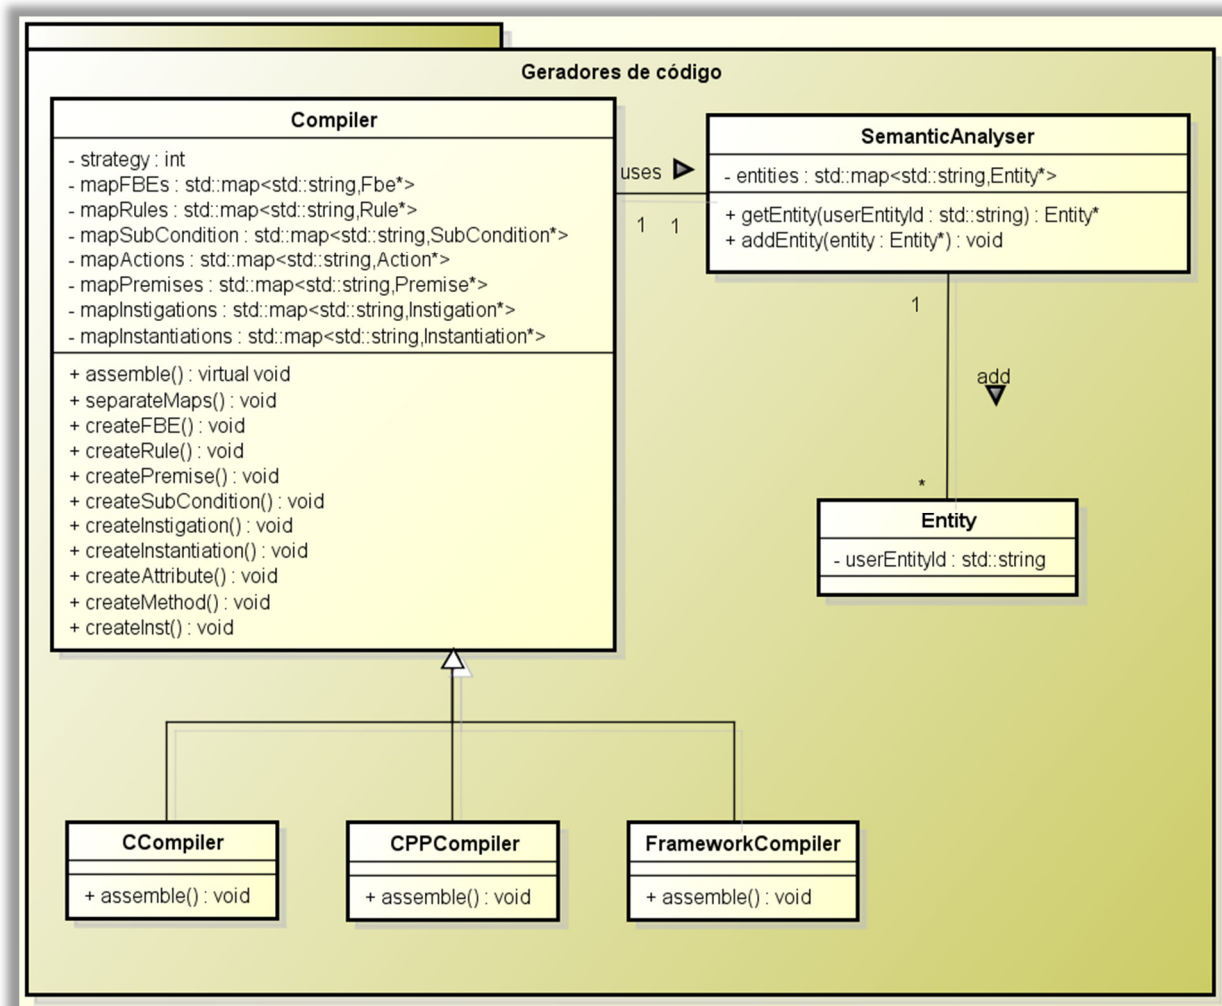 Geradores de código
Compiler
- strategy : int
- mapFBEs : std::map<std::string,Fbe*>
- mapRules : std::map<std::string,Rule*>
- mapSubCondition : std::map<std::string,SubCondition*>
- mapActions : std::map<std::string,Action*>
- mapPremises : std::map<std::string,Premise*>
- mapInstigations : std::map<std::string,Instigation*>
- mapInstantiations : std::map<std::string,Instantiation*>
+ assemble() : virtual void
+ separateMaps() : void
+ createFBE() : void
+ createRule() : void
+ createPremise() : void
+ createSubCondition() : void
+ createInstigation() : void
+ createInstantiation() : void
+ createAttribute() : void
+ createMethod() : void
+ createInst() : void
uses
1 1
SemanticAnalyser
- entities : std::map<std::string,Entity*>
+ getEntity(userEntityId : std::string) : Entity*
+ addEntity(entity : Entity*) : void
1
add
*
Entity
- userEntityId : std::string
CCompiler
+ assemble() : void
CPPCompiler
+ assemble() : void
FrameworkCompiler
+ assemble() : void